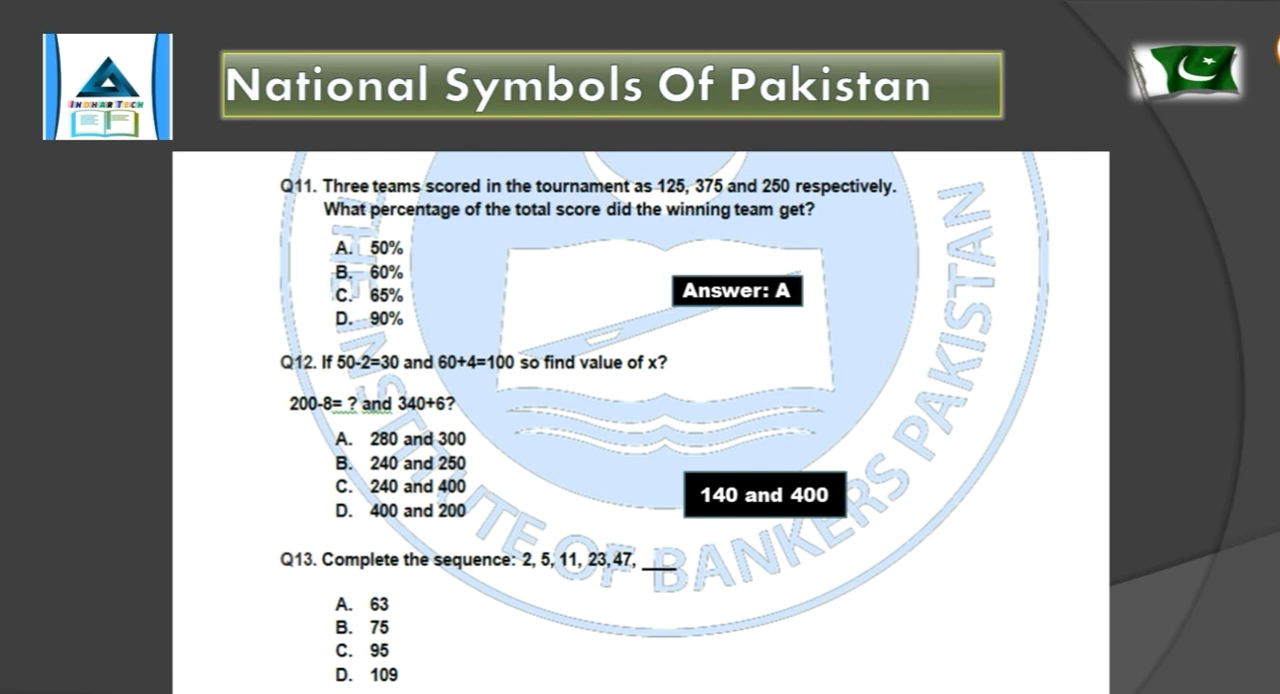 INDHAR TECH
National Symbols Of Pakistan
Q11. Three teams scored in the tournament as 125, 375 and 250 respectively.
What percentage of the total score did the winning team get?
A. 50%
B. 60%
C. 65%
D. 90%
Answer: A
Q12. If 50-2=30 and 60+4=100 so find value of x?
200-8= ? and 340+6?
A. 280 and 300
B. 240 and 250
C. 240 and 400
D. 400 and 200
140 and 400
Q13. Complete the sequence: 2, 5, 11, 23, 47, ____
A. 63
B. 75
C. 95
D. 109
THE INSTITUTE OF BANKERS PAKISTAN